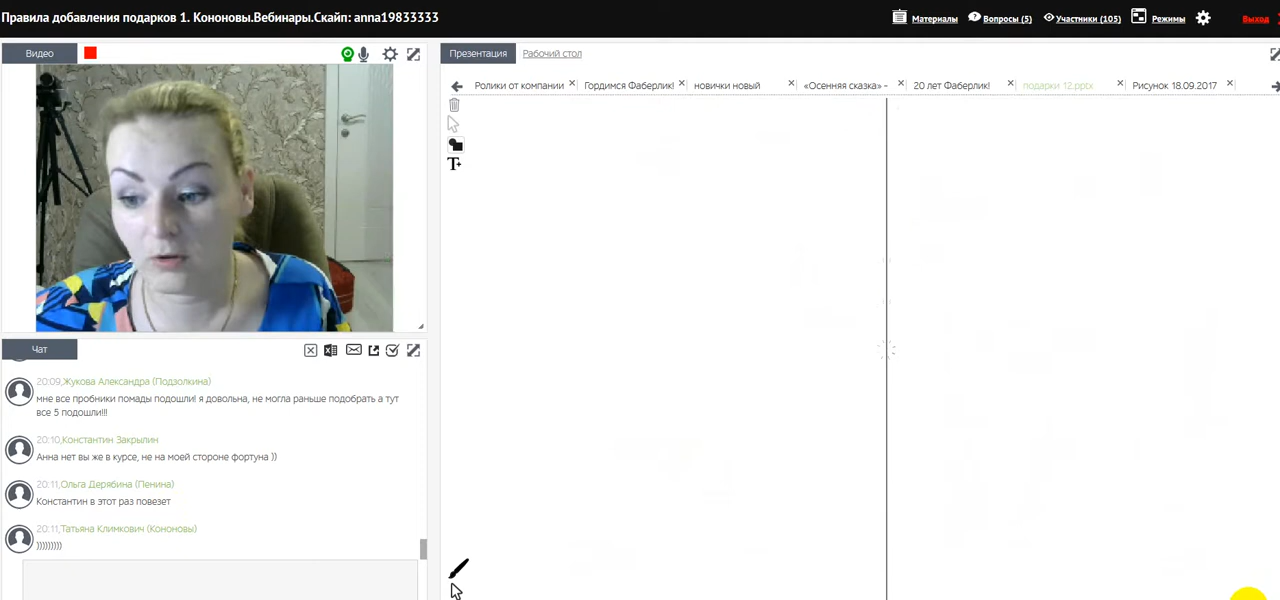 Правила добавления подарков 1. Кононовы.Вебинары.Скайп: anna19833333
Материалы
Вопросы (5)
Участники (105)
Режимы
Выход
Видео
Презентация
Рабочий стол
Ролики от компании
Гордимся Фаберлик!
новички новый
«Осенняя сказка» -
20 лет Фаберлик!
подарки 12.pptx
Рисунок 18.09.2017
Чат
20:09,Жукова Александра (Подзолкина)
мне все пробники помады подошли! я довольна, не могла раньше подобрать а тут
все 5 подошли!!!
20:10,Константин Закрылин
Анна нет вы же в курсе, не на моей стороне фортуна ))
20:11,Ольга Дерябина (Пенина)
Константин в этот раз повезет
20:11,Татьяна Климкович (Кононовы)
)))))))))